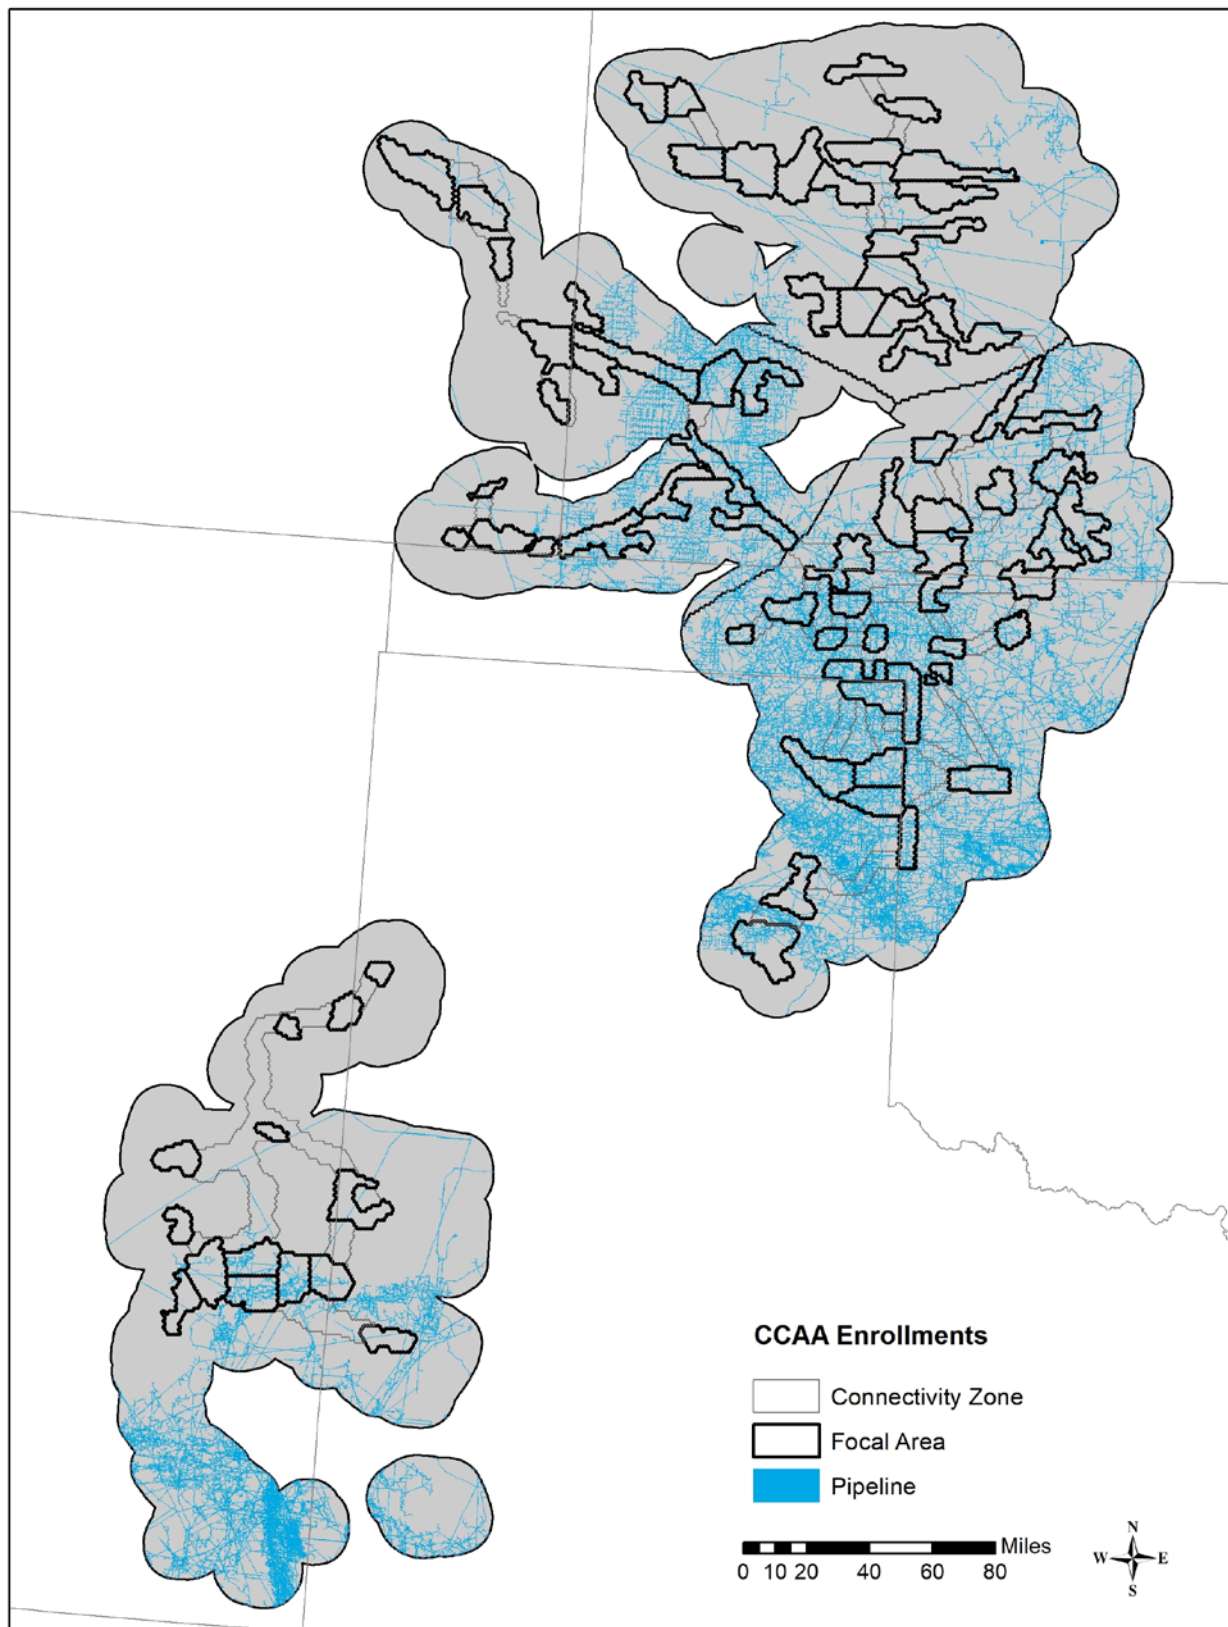 CCAA Enrollments
Connectivity Zone
Focal Area
Pipeline
Miles
0 10 20 40 60 80
N
W E
S